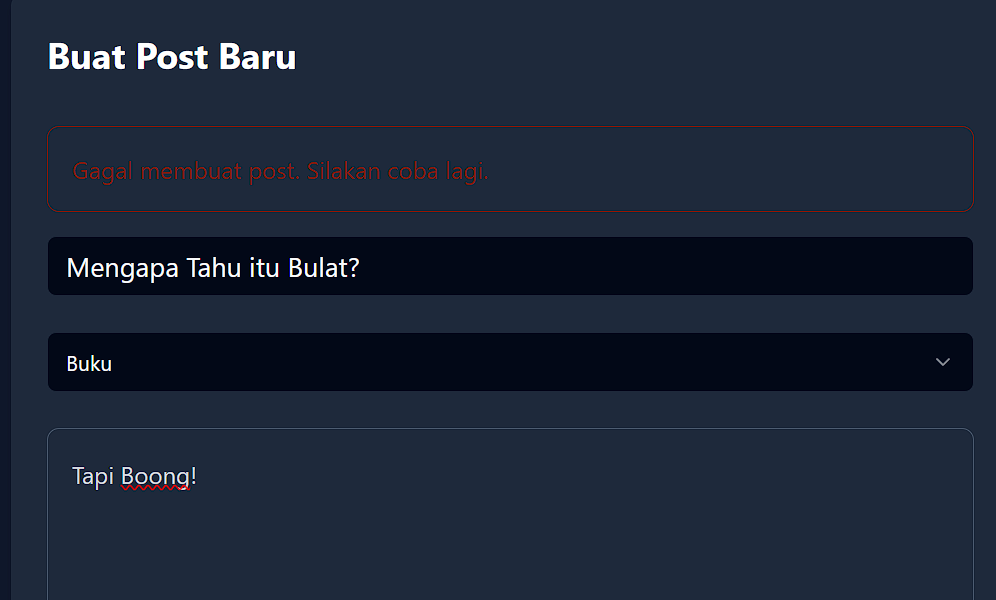 Buat Post Baru
Gagal membuat post. Silakan coba lagi.
Mengapa Tahu itu Bulat?
Buku
Tapi Boong!